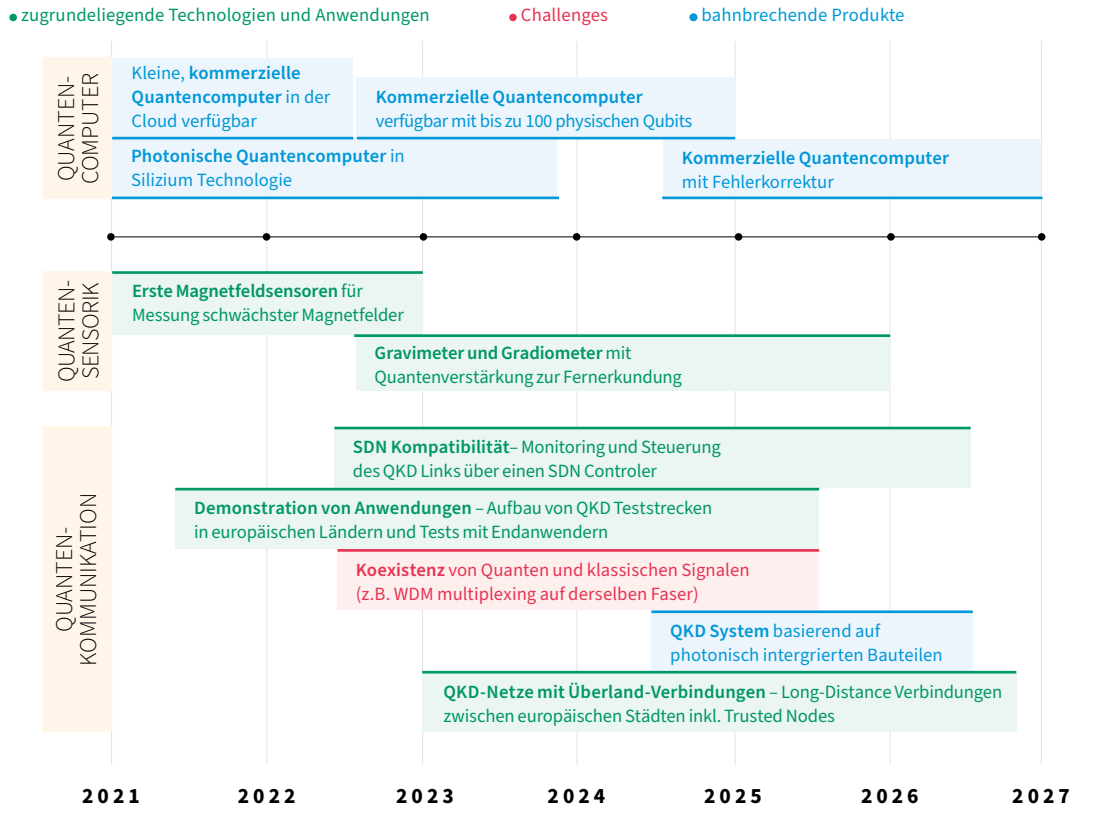 zugrundeliegende Technologien und Anwendungen
Challenges
bahnbrechende Produkte
QUANTEN-
COMPUTER
Kleine, kommerzielle
Quantencomputer in der
Cloud verfügbar
Kommerzielle Quantencomputer
verfügbar mit bis zu 100 physischen Qubits
Photonische Quantencomputer in
Silizium Technologie
Kommerzielle Quantencomputer
mit Fehlerkorrektur
QUANTEN-
SENSORIK
Erste Magnetfeldsensoren für
Messung schwächster Magnetfelder
Gravimeter und Gradiometer mit
Quantenverstärkung zur Fernerkundung
QUANTEN-
KOMMUNIKATION
SDN Kompatibilität– Monitoring und Steuerung
des QKD Links über einen SDN Controler
Demonstration von Anwendungen – Aufbau von QKD Teststrecken
in europäischen Ländern und Tests mit Endanwendern
Koexistenz von Quanten und klassischen Signalen
(z.B. WDM multiplexing auf derselben Faser)
QKD System basierend auf
photonisch intergrierten Bauteilen
QKD-Netze mit Überland-Verbindungen – Long-Distance Verbindungen
zwischen europäischen Städten inkl. Trusted Nodes
2021
2022
2023
2024
2025
2026
2027